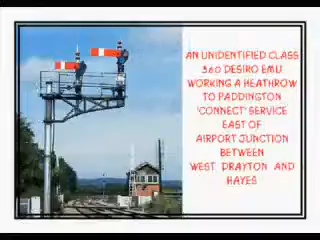 AN UNIDENTIFIED CLASS
360 DESIRO EMU
WORKING A HEATHROW
TO PADDINGTON
'CONNECT' SERVICE
EAST OF
AIRPORT JUNCTION
BETWEEN
WEST DRAYTON AND
HAYES